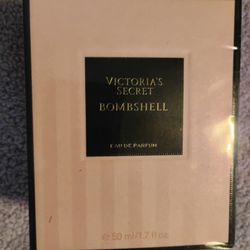 VICTORIA'S
SECRET
BOMBSHELL
EAU DE PARFUM
℮ 50 ml/1.7 fl oz